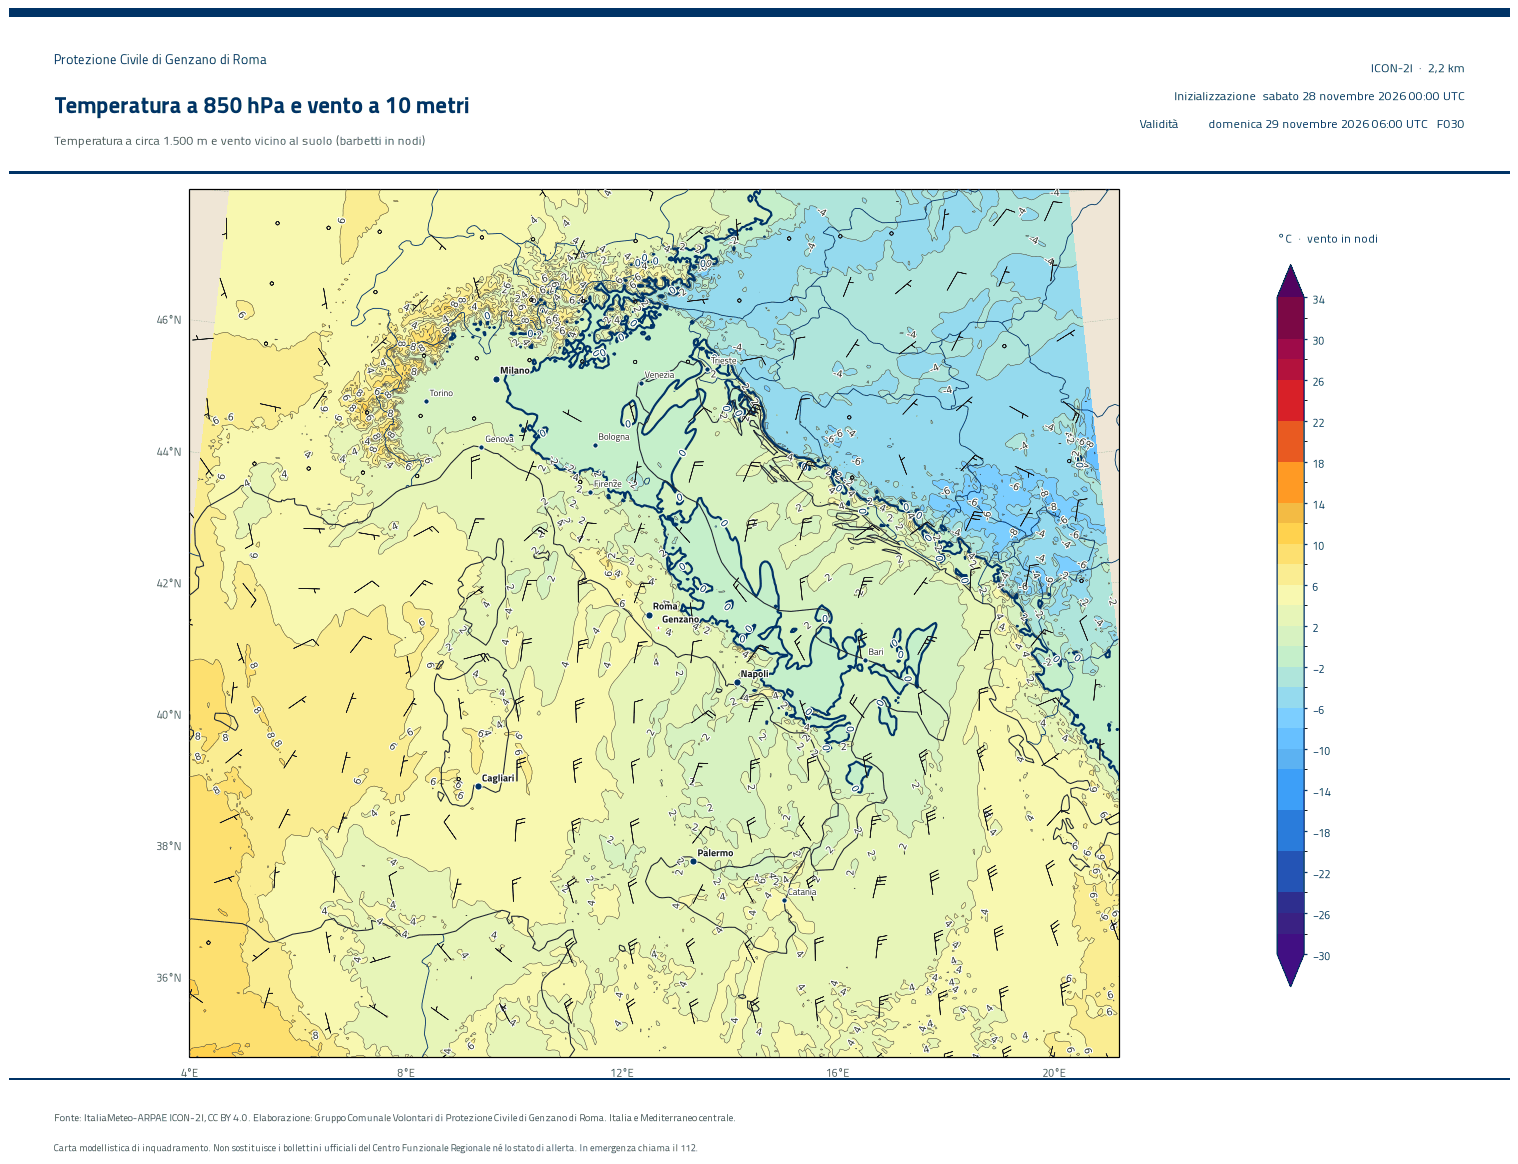 Protezione Civile di Genzano di Roma
Temperatura a 850 hPa e vento a 10 metri
Temperatura a circa 1.500 m e vento vicino al suolo (barbetti in nodi)
ICON-2I · 2,2 km
Inizializzazione sabato 28 novembre 2026 00:00 UTC
Validità domenica 29 novembre 2026 06:00 UTC F030
°C · vento in nodi
34
30
26
22
18
14
10
6
2
−2
−6
−10
−14
−18
−22
−26
−30
46°N
44°N
42°N
40°N
38°N
36°N
4°E
8°E
12°E
16°E
20°E
Milano
Torino
Venezia
Trieste
Genova
Bologna
Firenze
Roma
Genzano
Napoli
Bari
Cagliari
Palermo
Catania
Fonte: ItaliaMeteo-ARPAE ICON-2I, CC BY 4.0. Elaborazione: Gruppo Comunale Volontari di Protezione Civile di Genzano di Roma. Italia e Mediterraneo centrale.
Carta modellistica di inquadramento. Non sostituisce i bollettini ufficiali del Centro Funzionale Regionale né lo stato di allerta. In emergenza chiama il 112.